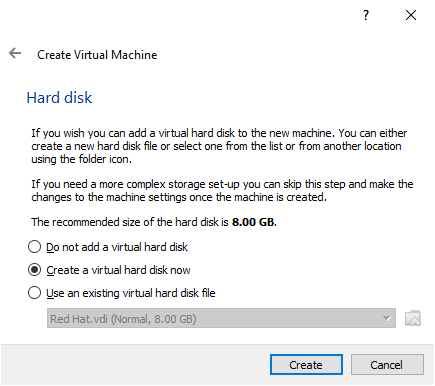 ?
Create Virtual Machine
Hard disk
If you wish you can add a virtual hard disk to the new machine. You can either
create a new hard disk file or select one from the list or from another location
using the folder icon.
If you need a more complex storage set-up you can skip this step and make the
changes to the machine settings once the machine is created.
The recommended size of the hard disk is 8.00 GB.
Do not add a virtual hard disk
Create a virtual hard disk now
Use an existing virtual hard disk file
Red Hat.vdi (Normal, 8.00 GB)
Create Cancel